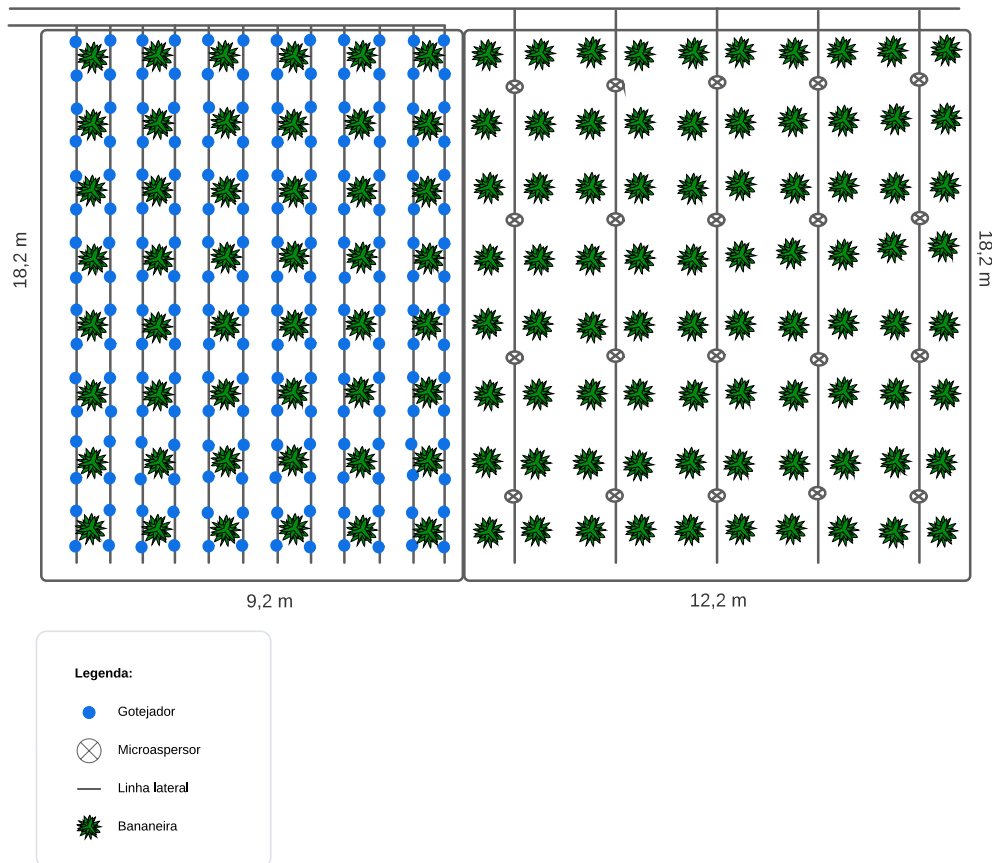 18,2 m
18,2 m
9,2 m
12,2 m
Legenda:
Gotejador
Microaspersor
Linha lateral
Bananeira